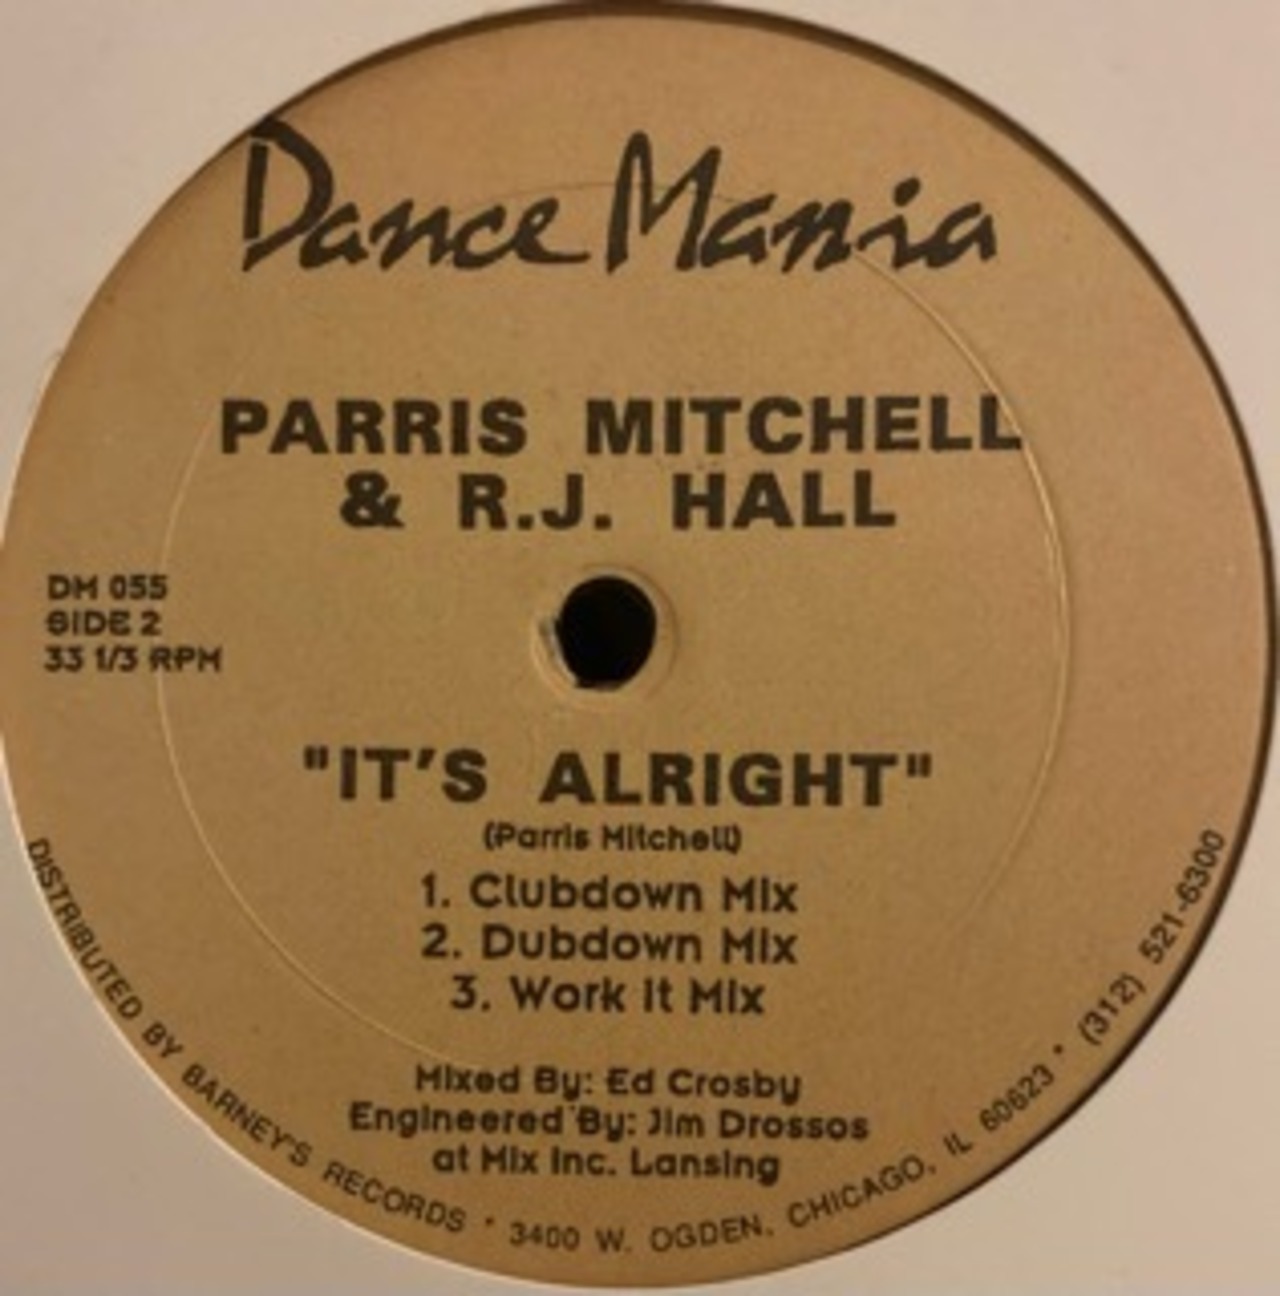 Dance Mania
PARRIS MITCHELL
& R.J. HALL
DM 055
SIDE 2
33 1/3 RPM
"IT'S ALRIGHT"
(Parris Mitchell)
1. Clubdown Mix
2. Dubdown Mix
3. Work It Mix
Mixed By: Ed Crosby
Engineered By: Jim Drossos
at Mix Inc. Lansing
DISTRIBUTED BY BARNEY'S RECORDS • 3400 W. OGDEN, CHICAGO, IL 60623 • (312) 521-6300